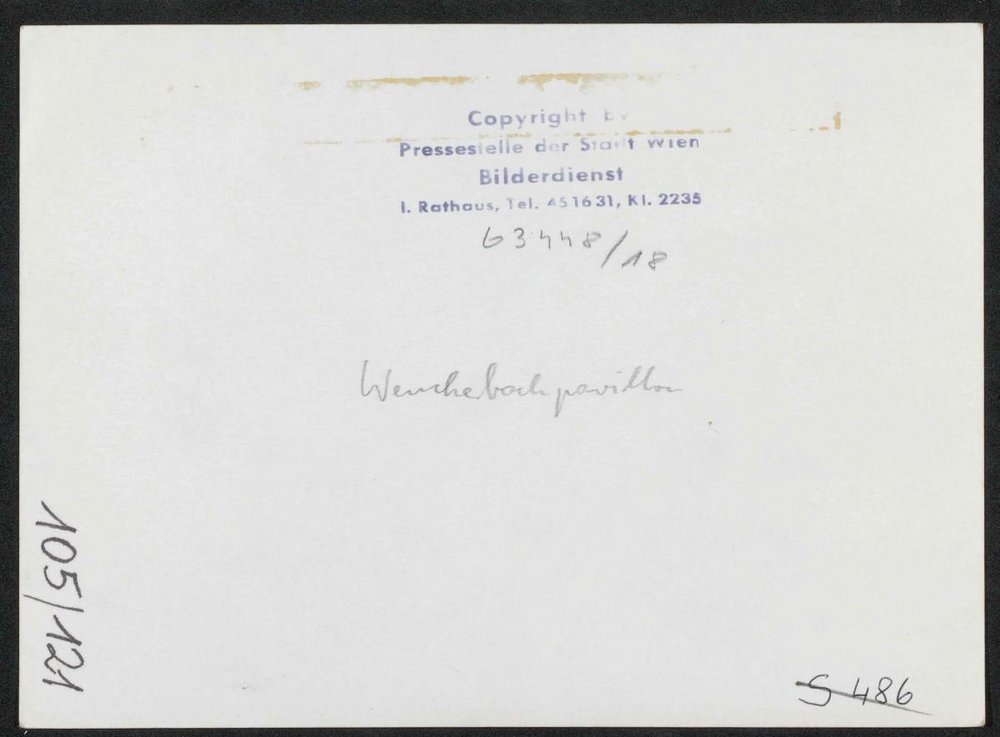 Copyright by
Pressestelle der Stadt Wien
Bilderdienst
I. Rathaus, Tel. 451631, Kl. 2235
63448/18
Wenckebachpavillon
105/121
S 486